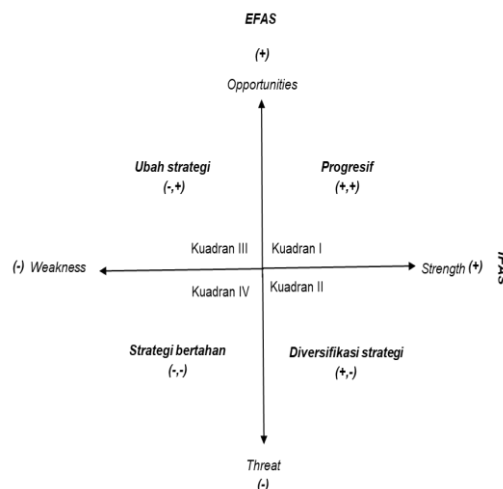 EFAS
(+)
Opportunities
Ubah strategi
(-,+)
Progresif
(+,+)
Kuadran III
Kuadran I
(-) Weakness
Strength (+)
IFAS
Kuadran IV
Kuadran II
Strategi bertahan
(-,-)
Diversifikasi strategi
(+,-)
Threat
(-)